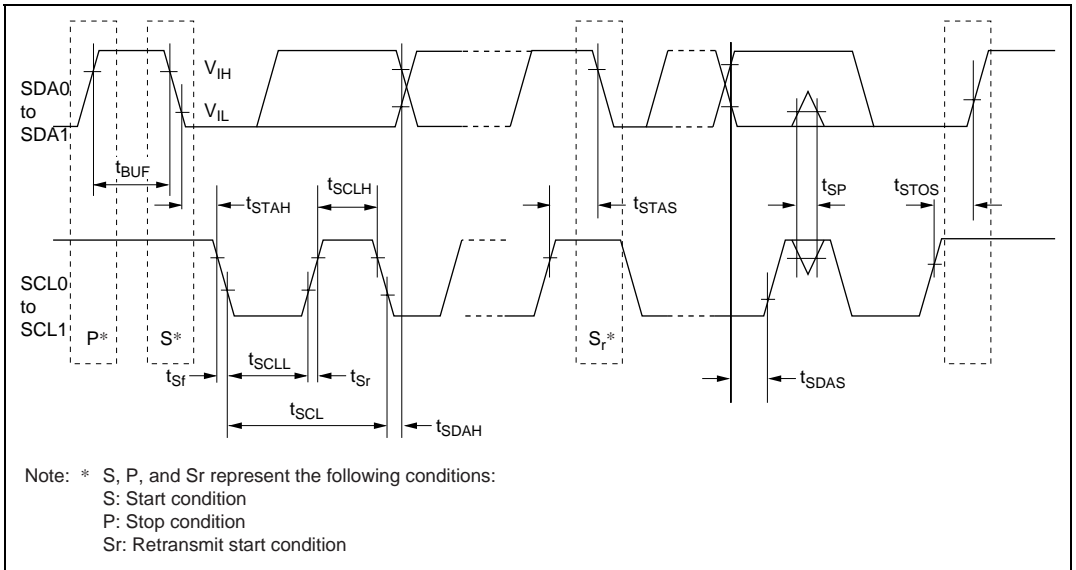 V_IH
SDA0
to
SDA1
V_IL
t_BUF
t_STAH
t_SCLH
t_STAS
t_SP
t_STOS
SCL0
to
SCL1
P*
S*
S_r*
t_Sf
t_SCLL
t_Sr
t_SDAS
t_SCL
t_SDAH
Note: * S, P, and Sr represent the following conditions:
S: Start condition
P: Stop condition
Sr: Retransmit start condition